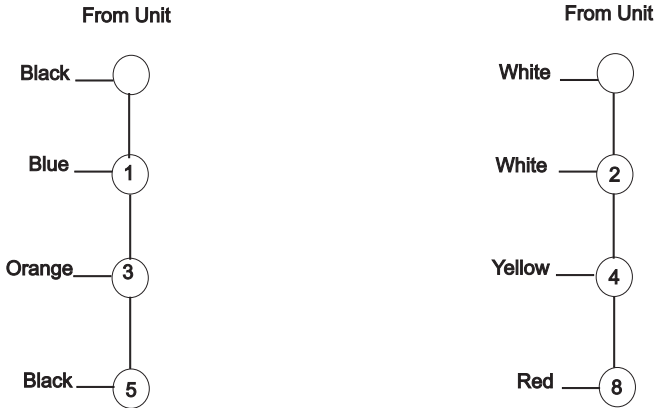 From Unit
Black
Blue
1
Orange
3
Black
5
From Unit
White
White
2
Yellow
4
Red
8